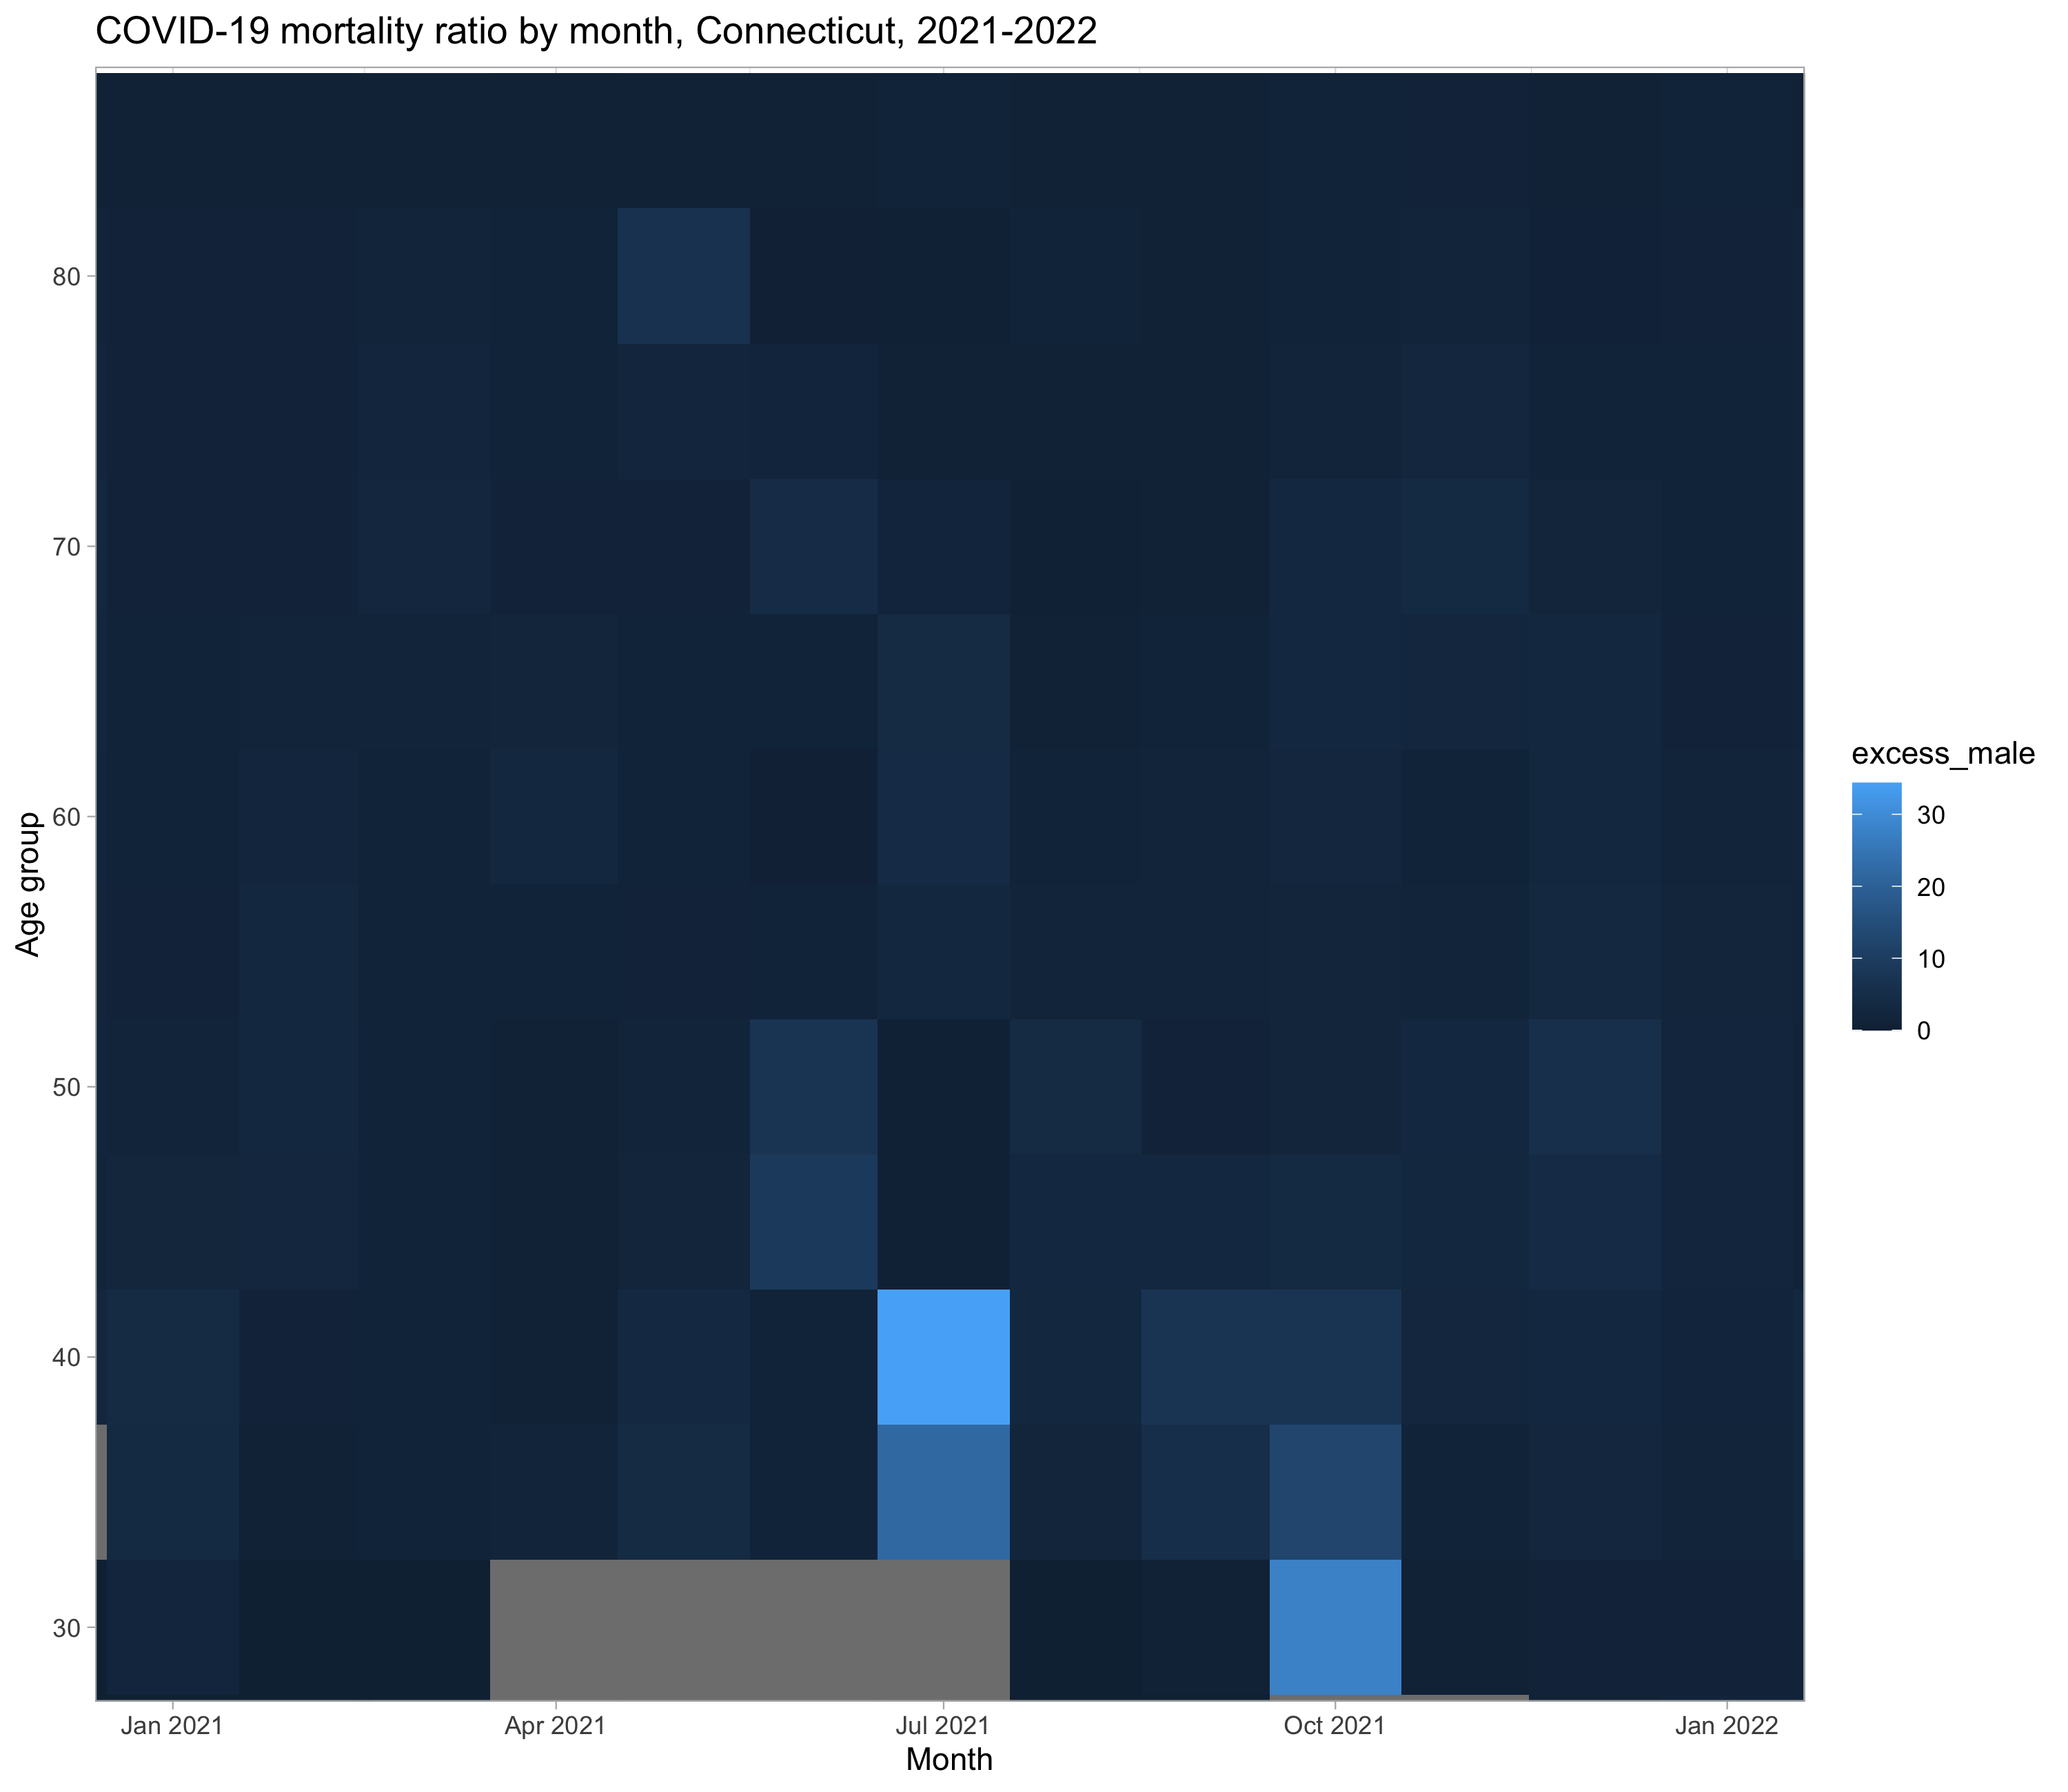 COVID-19 mortality ratio by month, Connecticut, 2021-2022
80
70
60
50
40
30
Age group
Jan 2021 Apr 2021 Jul 2021 Oct 2021 Jan 2022
Month
excess_male
30
20
10
0